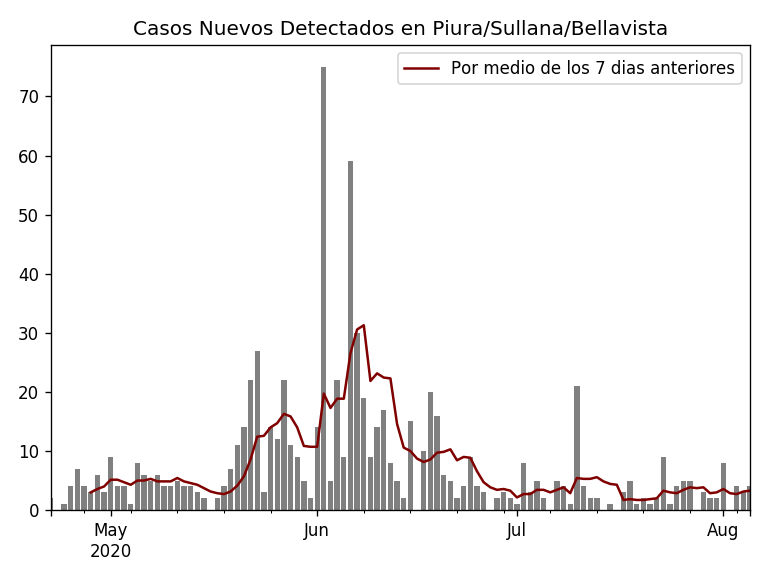 Casos Nuevos Detectados en Piura/Sullana/Bellavista
Por medio de los 7 dias anteriores
70
60
50
40
30
20
10
0
May
2020
Jun
Jul
Aug